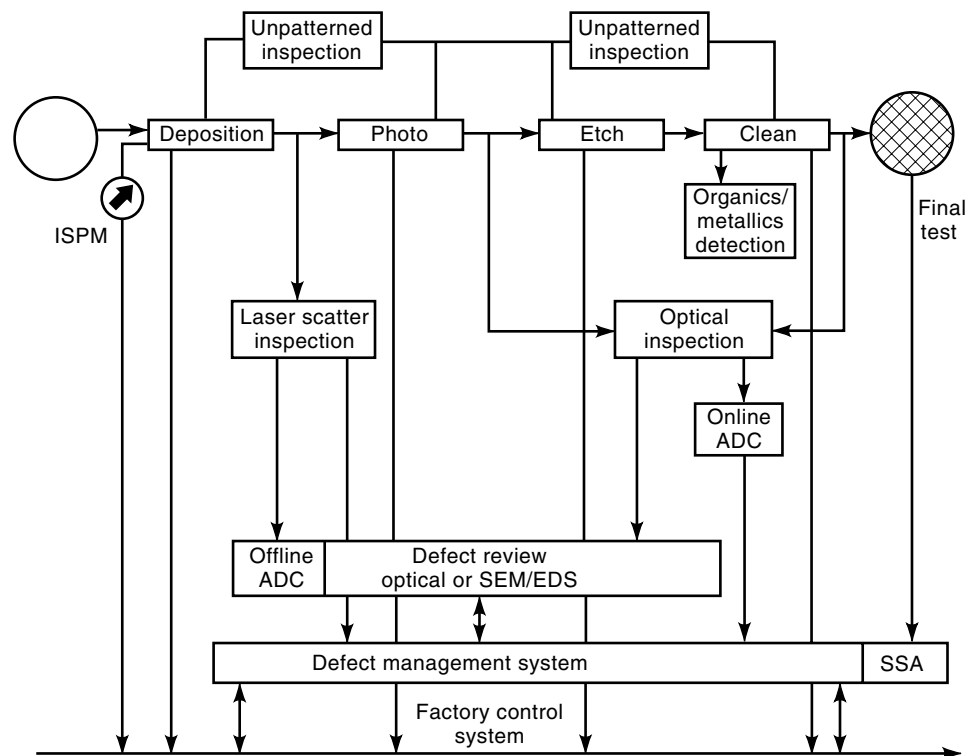 Unpatterned
inspection
Unpatterned
inspection
Deposition
Photo
Etch
Clean
ISPM
Organics/
metallics
detection
Final
test
Laser scatter
inspection
Optical
inspection
Online
ADC
Offline
ADC
Defect review
optical or SEM/EDS
Defect management system
SSA
Factory control
system